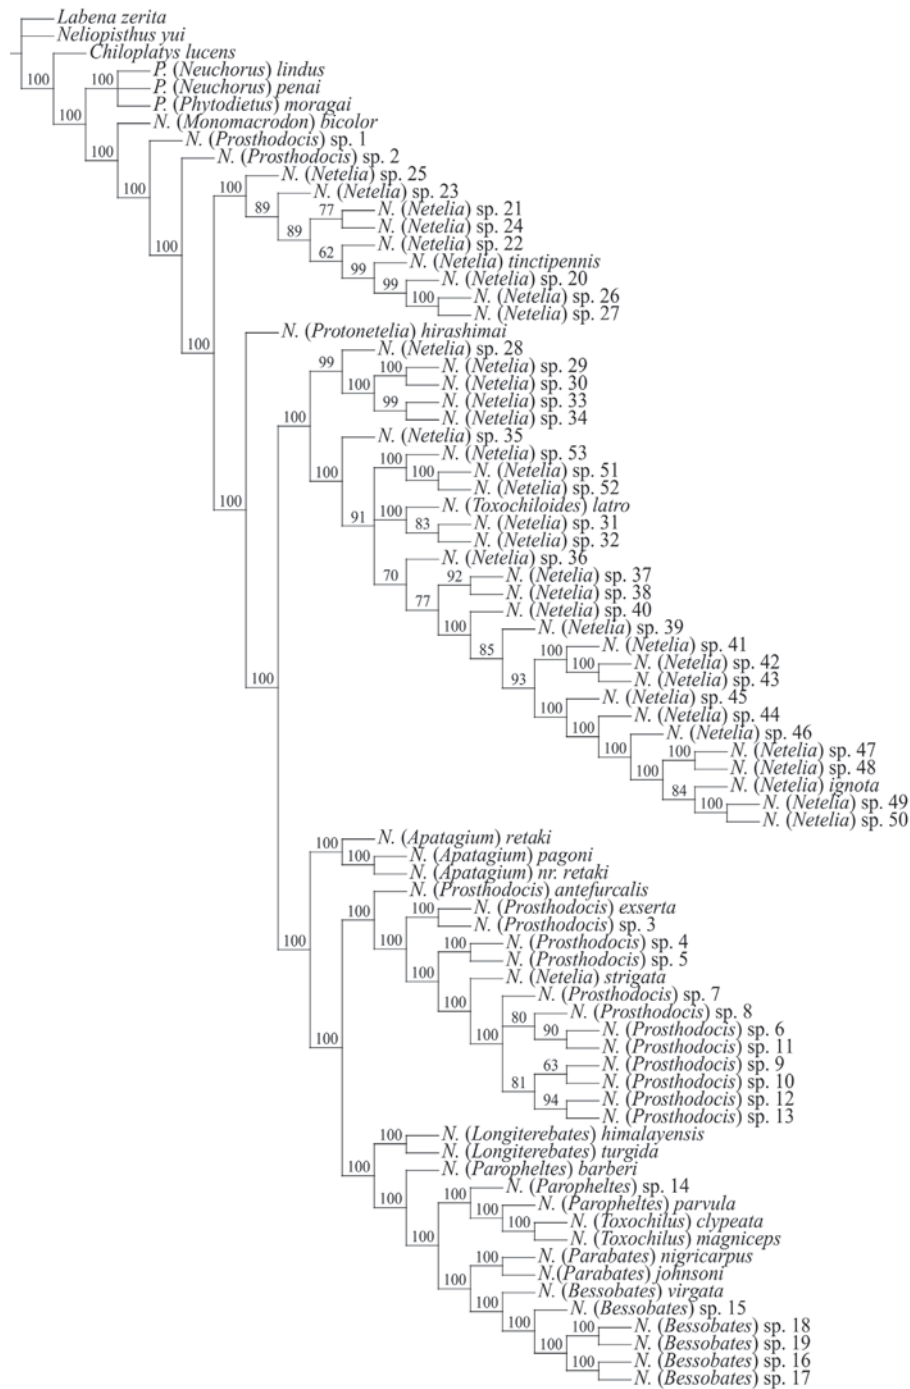 Labena zerita
Neliopisthus yui
Chiloplatys lucens
100
100 P. (Neuchorus) lindus
P. (Neuchorus) penai
100
P. (Phytodietus) moragai
N. (Monomacrodon) bicolor
100
N. (Prosthodocis) sp. 1
N. (Prosthodocis) sp. 2
N. (Netelia) sp. 25
100
100
N. (Netelia) sp. 23
89
77
N. (Netelia) sp. 21
N. (Netelia) sp. 24
89
N. (Netelia) sp. 22
100
62
N. (Netelia) tinctipennis
99
N. (Netelia) sp. 20
99
100
N. (Netelia) sp. 26
N. (Netelia) sp. 27
N. (Protonetelia) hirashimai
100
N. (Netelia) sp. 28
99
100
N. (Netelia) sp. 29
N. (Netelia) sp. 30
100
99
N. (Netelia) sp. 33
N. (Netelia) sp. 34
100
N. (Netelia) sp. 35
N. (Netelia) sp. 53
100
100
N. (Netelia) sp. 51
100
N. (Netelia) sp. 52
100
N. (Toxochiloides) latro
100
91
83
N. (Netelia) sp. 31
N. (Netelia) sp. 32
N. (Netelia) sp. 36
70
92
N. (Netelia) sp. 37
N. (Netelia) sp. 38
77
N. (Netelia) sp. 40
100
N. (Netelia) sp. 39
85
100
N. (Netelia) sp. 41
100
N. (Netelia) sp. 42
93
N. (Netelia) sp. 43
100
N. (Netelia) sp. 45
100
N. (Netelia) sp. 44
100
N. (Netelia) sp. 46
100
100
N. (Netelia) sp. 47
N. (Netelia) sp. 48
100
84
N. (Netelia) ignota
100
N. (Netelia) sp. 49
N. (Netelia) sp. 50
100
N. (Apatagium) retaki
100
N. (Apatagium) pagoni
N. (Apatagium) nr. retaki
N. (Prosthodocis) antefurcalis
100
100
N. (Prosthodocis) exserta
N. (Prosthodocis) sp. 3
100
100
100
N. (Prosthodocis) sp. 4
N. (Prosthodocis) sp. 5
100
N. (Netelia) strigata
100
N. (Prosthodocis) sp. 7
80
N. (Prosthodocis) sp. 8
90
N. (Prosthodocis) sp. 6
100
100
N. (Prosthodocis) sp. 11
63
N. (Prosthodocis) sp. 9
N. (Prosthodocis) sp. 10
81
94
N. (Prosthodocis) sp. 12
N. (Prosthodocis) sp. 13
100
N. (Longiterebates) himalayensis
N. (Longiterebates) turgida
100
N. (Paropheltes) barberi
100
N. (Paropheltes) sp. 14
100
100
N. (Paropheltes) parvula
100
N. (Toxochilus) clypeata
100
N. (Toxochilus) magniceps
100
N. (Parabates) nigricarpus
N.(Parabates) johnsoni
100
N. (Bessobates) virgata
100
N. (Bessobates) sp. 15
100
100
N. (Bessobates) sp. 18
N. (Bessobates) sp. 19
100
100
N. (Bessobates) sp. 16
N. (Bessobates) sp. 17